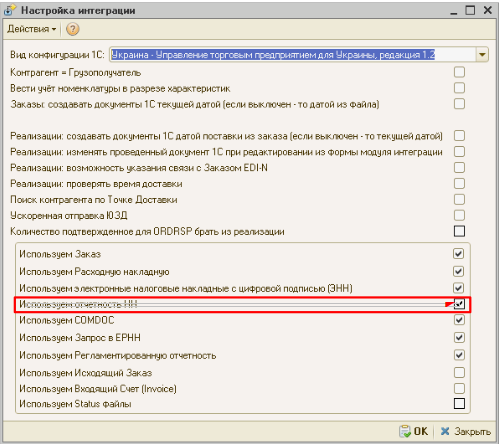 Настройка интеграции
Действия
Вид конфигурации 1С: Украина - Управление торговым предприятием для Украины, редакция 1.2
Контрагент = Грузополучатель
Вести учёт номенклатуры в разрезе характеристик
Заказы: создавать документы 1С текущей датой (если выключен - то датой из файла)
Реализации: создавать документы 1С датой поставки из заказа (если выключен - то текущей датой)
Реализации: изменять проведенный документ 1С при редактировании из формы модуля интеграции
Реализации: возможность указания связи с Заказом EDI-N
Реализации: проверять время доставки
Поиск контрагента по Точке Доставки
Ускоренная отправка ЮЗД
Количество подтвержденное для ORDRSP брать из реализации
Используем Заказ
Используем Расходную накладную
Используем электронные налоговые накладные с цифровой подписью (ЭНН)
Используем отчетность НН
Используем COMDOC
Используем Запрос в ЕРНН
Используем Регламентированную отчетность
Используем Исходящий Заказ
Используем Входящий Счет (Invoice)
Используем Status файлы
OK Закрыть